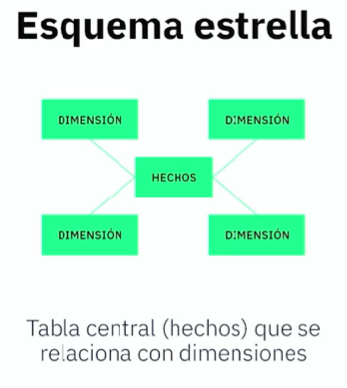 Esquema estrella
DIMENSIÓN
DIMENSIÓN
HECHOS
DIMENSIÓN
DIMENSIÓN
Tabla central (hechos) que se
relaciona con dimensiones